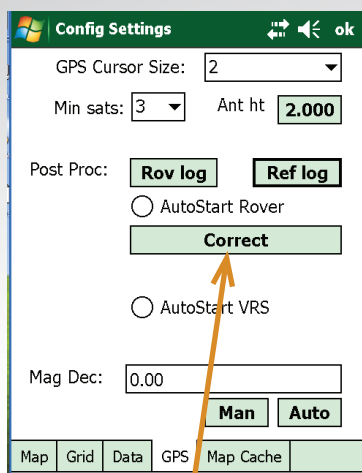 Config Settings ok
GPS Cursor Size: 2
Min sats: 3 Ant ht 2.000
Post Proc: Rov log Ref log
AutoStart Rover
Correct
AutoStart VRS
Mag Dec: 0.00
Man Auto
Map Grid Data GPS Map Cache